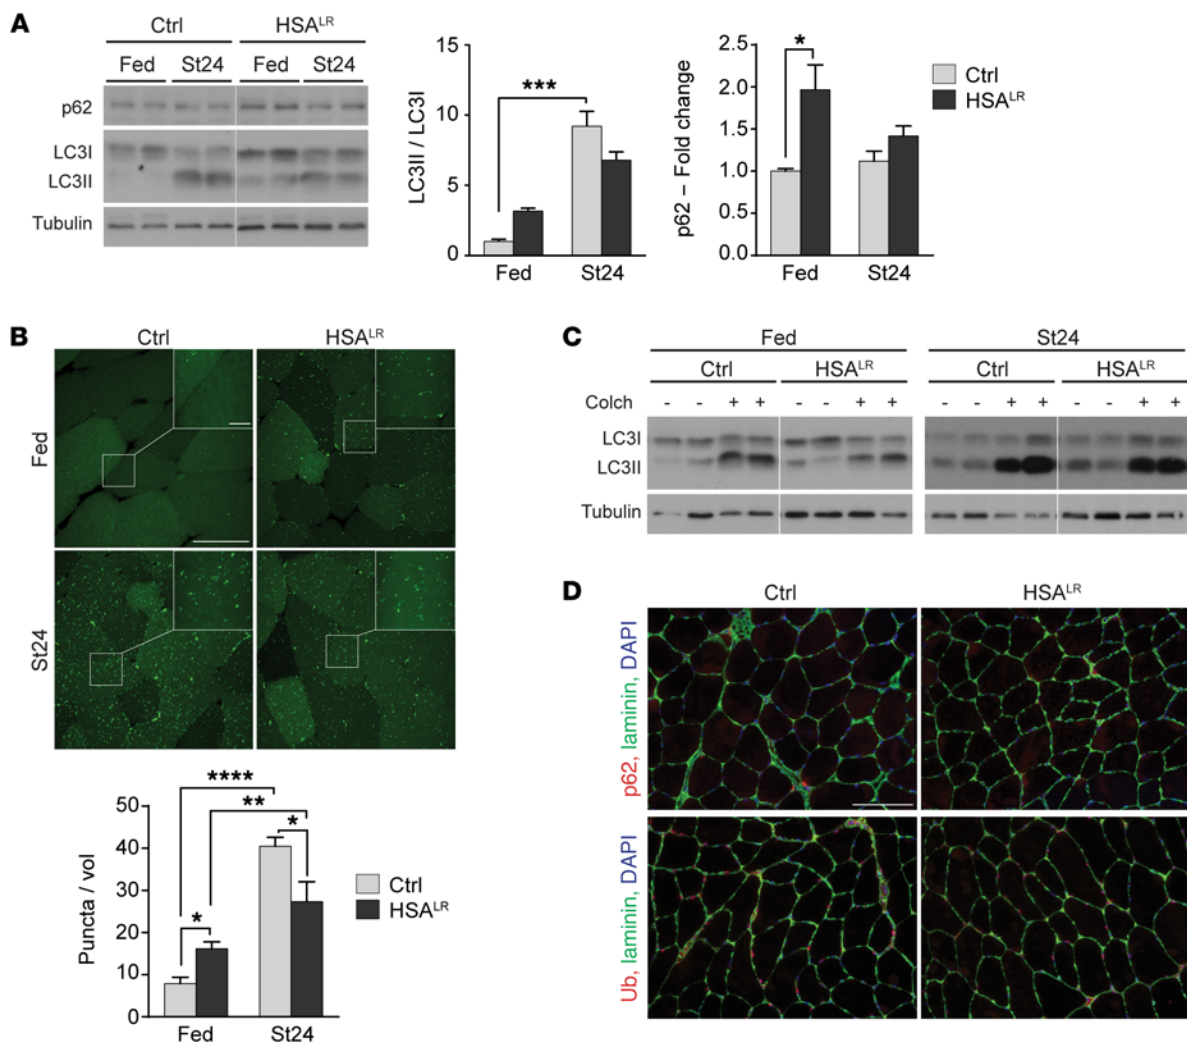 A
Ctrl HSA^LR
Fed St24 Fed St24
p62
LC3I
LC3II
Tubulin
LC3II / LC3I
15
10
5
0
***
Fed St24
p62 – Fold change
2.5
2.0
1.5
1.0
0.5
0.0
*
Fed St24
Ctrl
HSA^LR
B
Ctrl HSA^LR
Fed
St24
Puncta / vol
50
40
30
20
10
0
****
**
*
*
Fed St24
Ctrl
HSA^LR
C
Fed St24
Ctrl HSA^LR Ctrl HSA^LR
Colch - - + + - - + + - - + + - - + +
LC3I
LC3II
Tubulin
D
Ctrl HSA^LR
p62, laminin, DAPI
Ub, laminin, DAPI